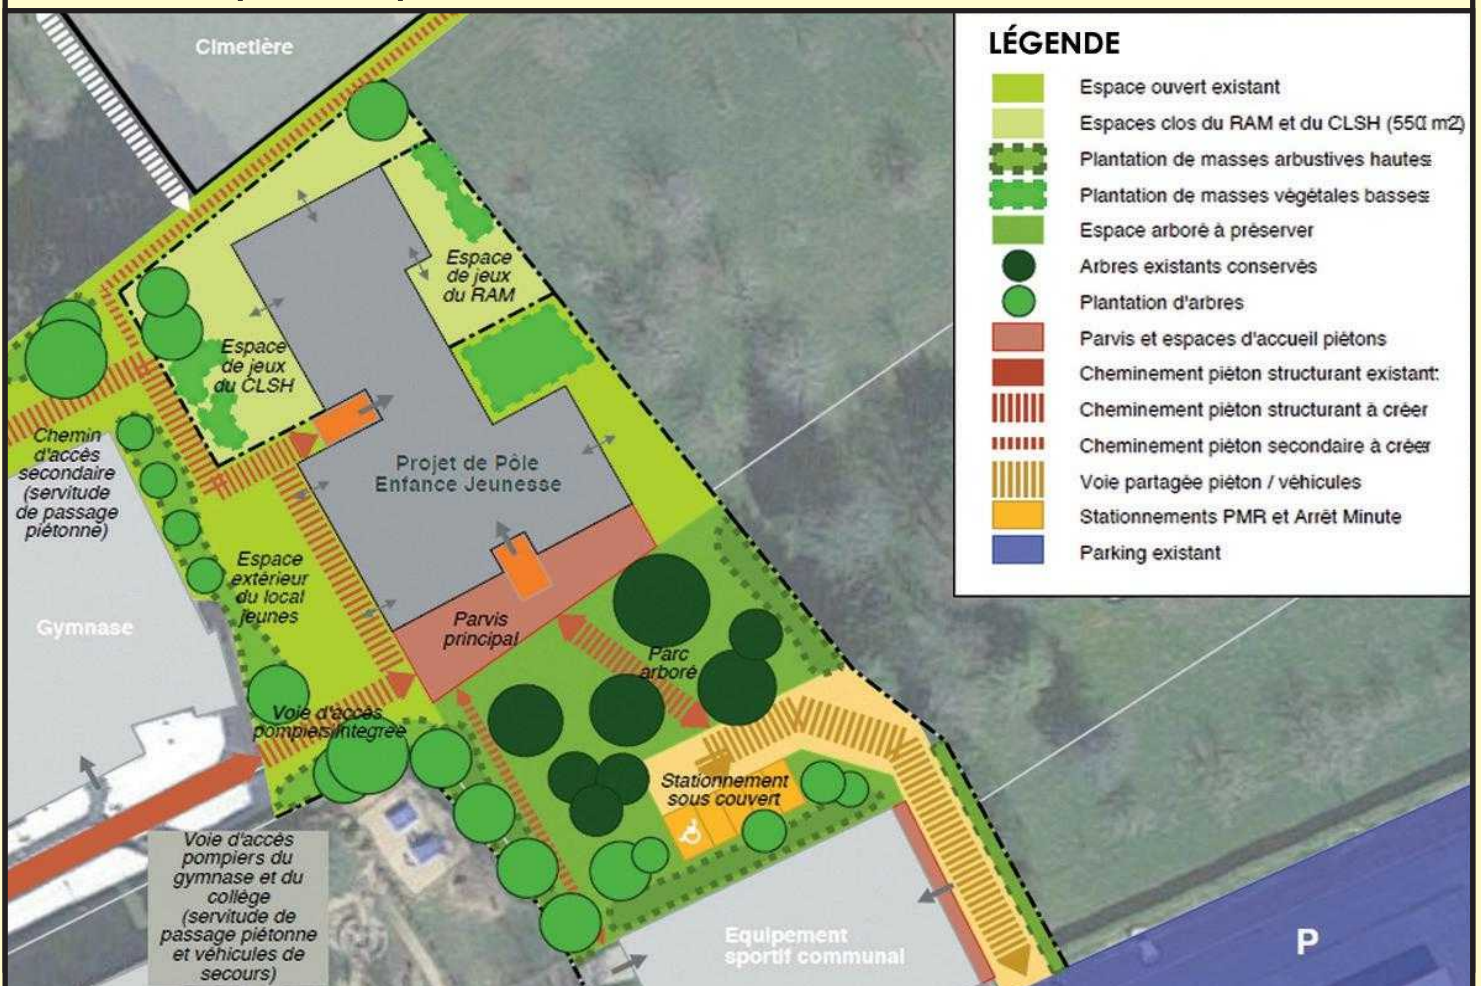 Cimetière
LÉGENDE
Espace ouvert existant
Espaces clos du RAM et du CLSH (550 m2)
Plantation de masses arbustives hautes
Plantation de masses végétales basses
Espace arboré à préserver
Arbres existants conservés
Plantation d'arbres
Parvis et espaces d'accueil piétons
Cheminement piéton structurant existant
Cheminement piéton structurant à créer
Cheminement piéton secondaire à créer
Voie partagée piéton / véhicules
Stationnements PMR et Arrêt Minute
Parking existant
Espace
de jeux
du RAM
Espace
de jeux
du CLSH
Chemin
d'accès
secondaire
(servitude
de passage
piétonne)
Projet de Pôle
Enfance Jeunesse
Espace
extérieur
du local
jeunes
Gymnase
Parvis
principal
Parc
arboré
Voie d'accès
pompiers intégrée
Stationnement
sous couvert
Voie d'accès
pompiers du
gymnase et du
collège
(servitude de
passage piétonne
et véhicules de
secours)
Equipement
sportif communal
P